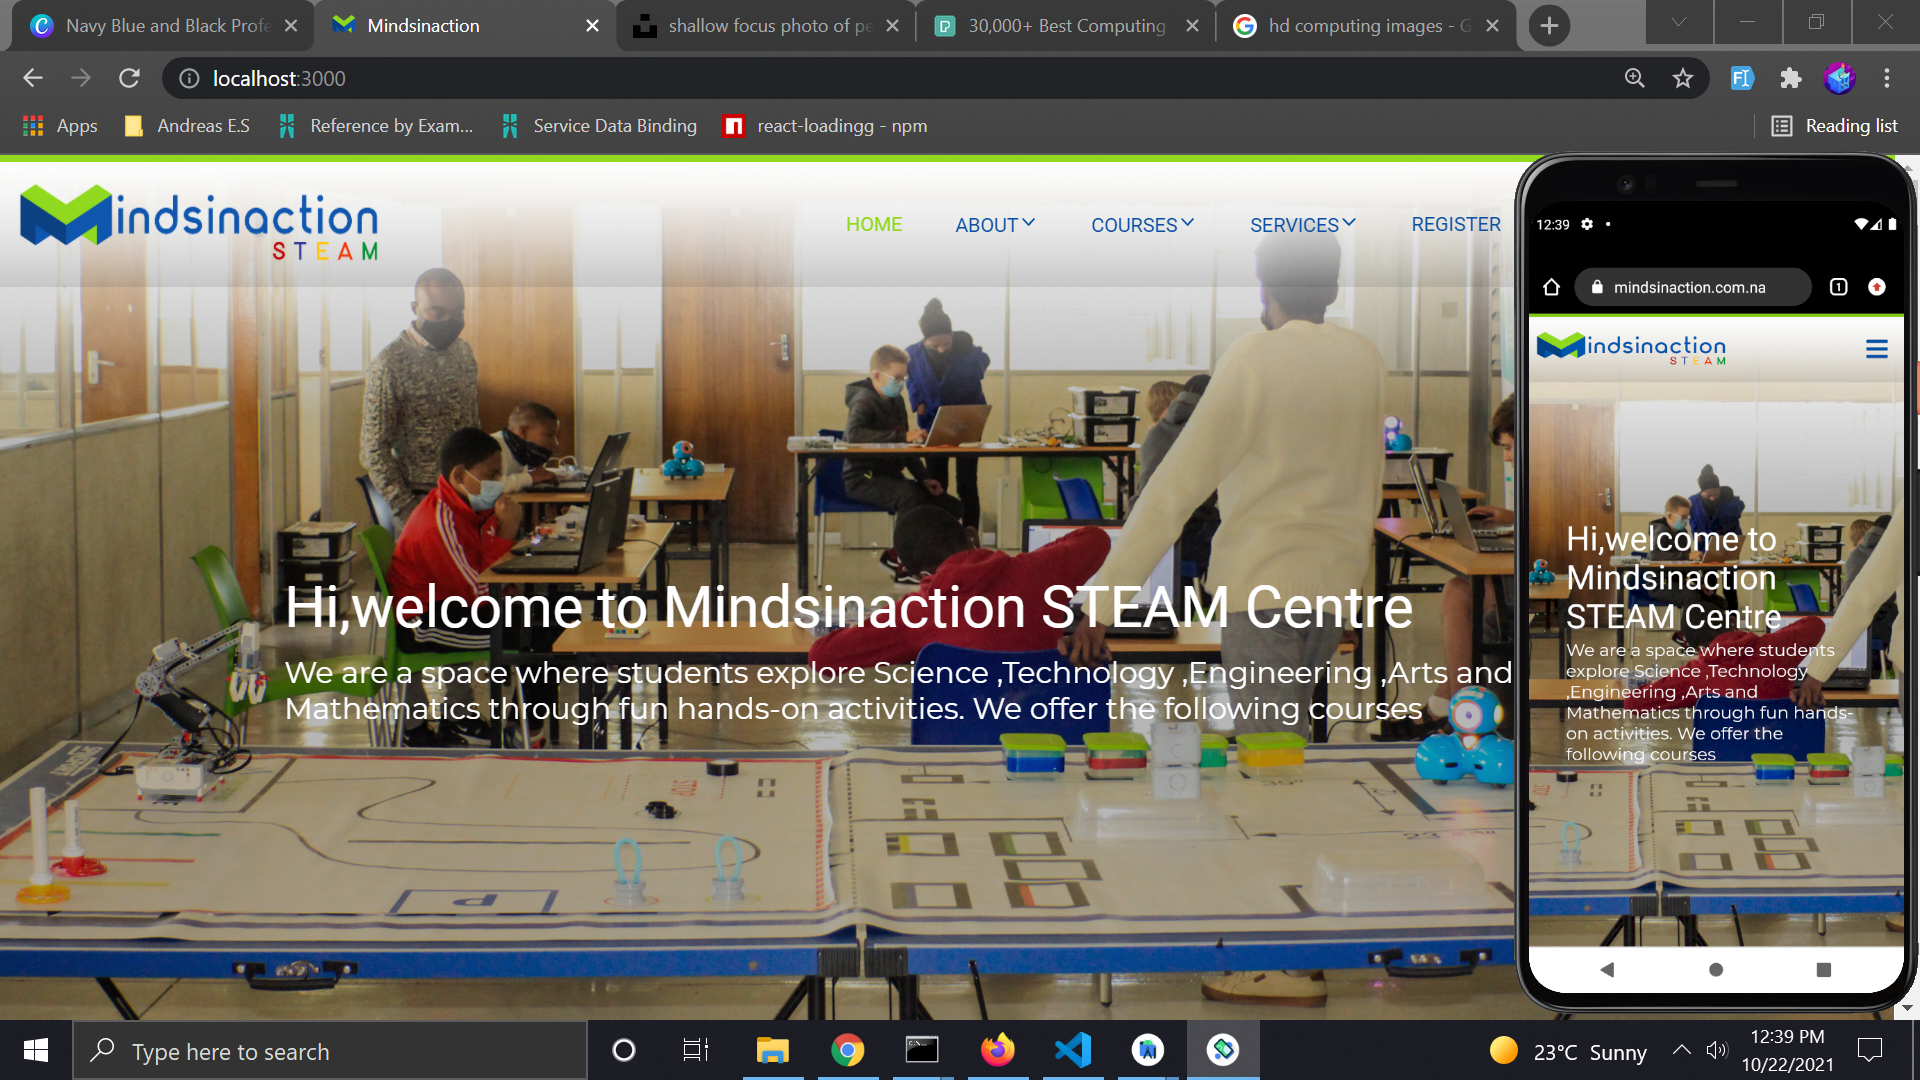 Navy Blue and Black Profe
Mindsinaction
shallow focus photo of pe
30,000+ Best Computing
hd computing images - G
localhost:3000
Apps
Andreas E.S
Reference by Exam...
Service Data Binding
react-loadingg - npm
Reading list
indsinaction
STEAM
HOME
ABOUT
COURSES
SERVICES
REGISTER
Hi,welcome to Mindsinaction STEAM Centre
We are a space where students explore Science ,Technology ,Engineering ,Arts and
Mathematics through fun hands-on activities. We offer the following courses
P
12:39
mindsinaction.com.na
1
indsinaction
STEAM
Hi,welcome to
Mindsinaction
STEAM Centre
We are a space where students
explore Science ,Technology
,Engineering ,Arts and
Mathematics through fun hands-
on activities. We offer the
following courses
Type here to search
23°C Sunny
12:39 PM
10/22/2021